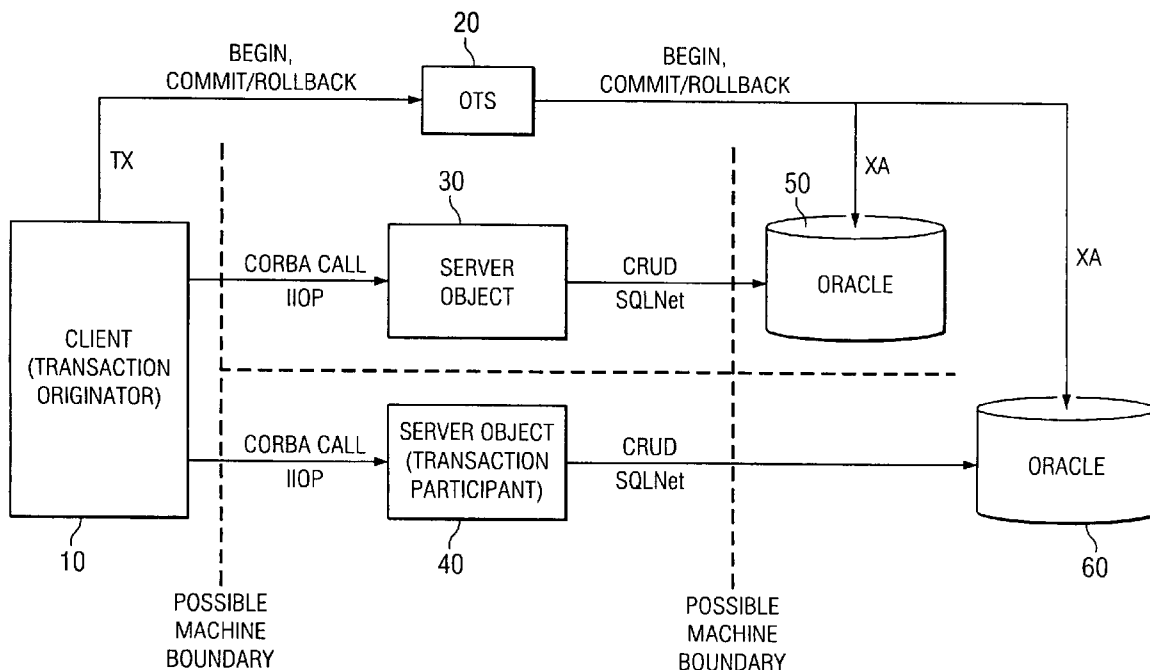 20
BEGIN,
COMMIT/ROLLBACK
OTS
BEGIN,
COMMIT/ROLLBACK
TX
XA
30
50
CORBA CALL
IIOP
SERVER
OBJECT
CRUD
SQLNet
ORACLE
XA
CLIENT
(TRANSACTION
ORIGINATOR)
CORBA CALL
IIOP
SERVER OBJECT
(TRANSACTION
PARTICIPANT)
CRUD
SQLNet
ORACLE
10
40
60
POSSIBLE
MACHINE
BOUNDARY
POSSIBLE
MACHINE
BOUNDARY